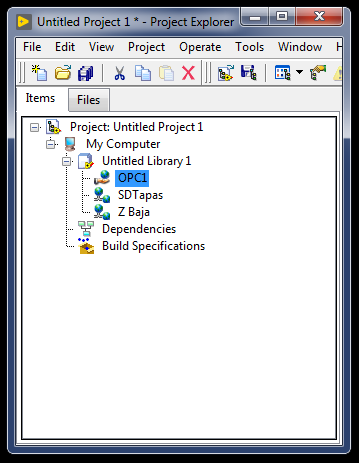 Untitled Project 1 * - Project Explorer
File Edit View Project Operate Tools Window H
Items Files
Project: Untitled Project 1
My Computer
Untitled Library 1
OPC1
SDTapas
Z Baja
Dependencies
Build Specifications